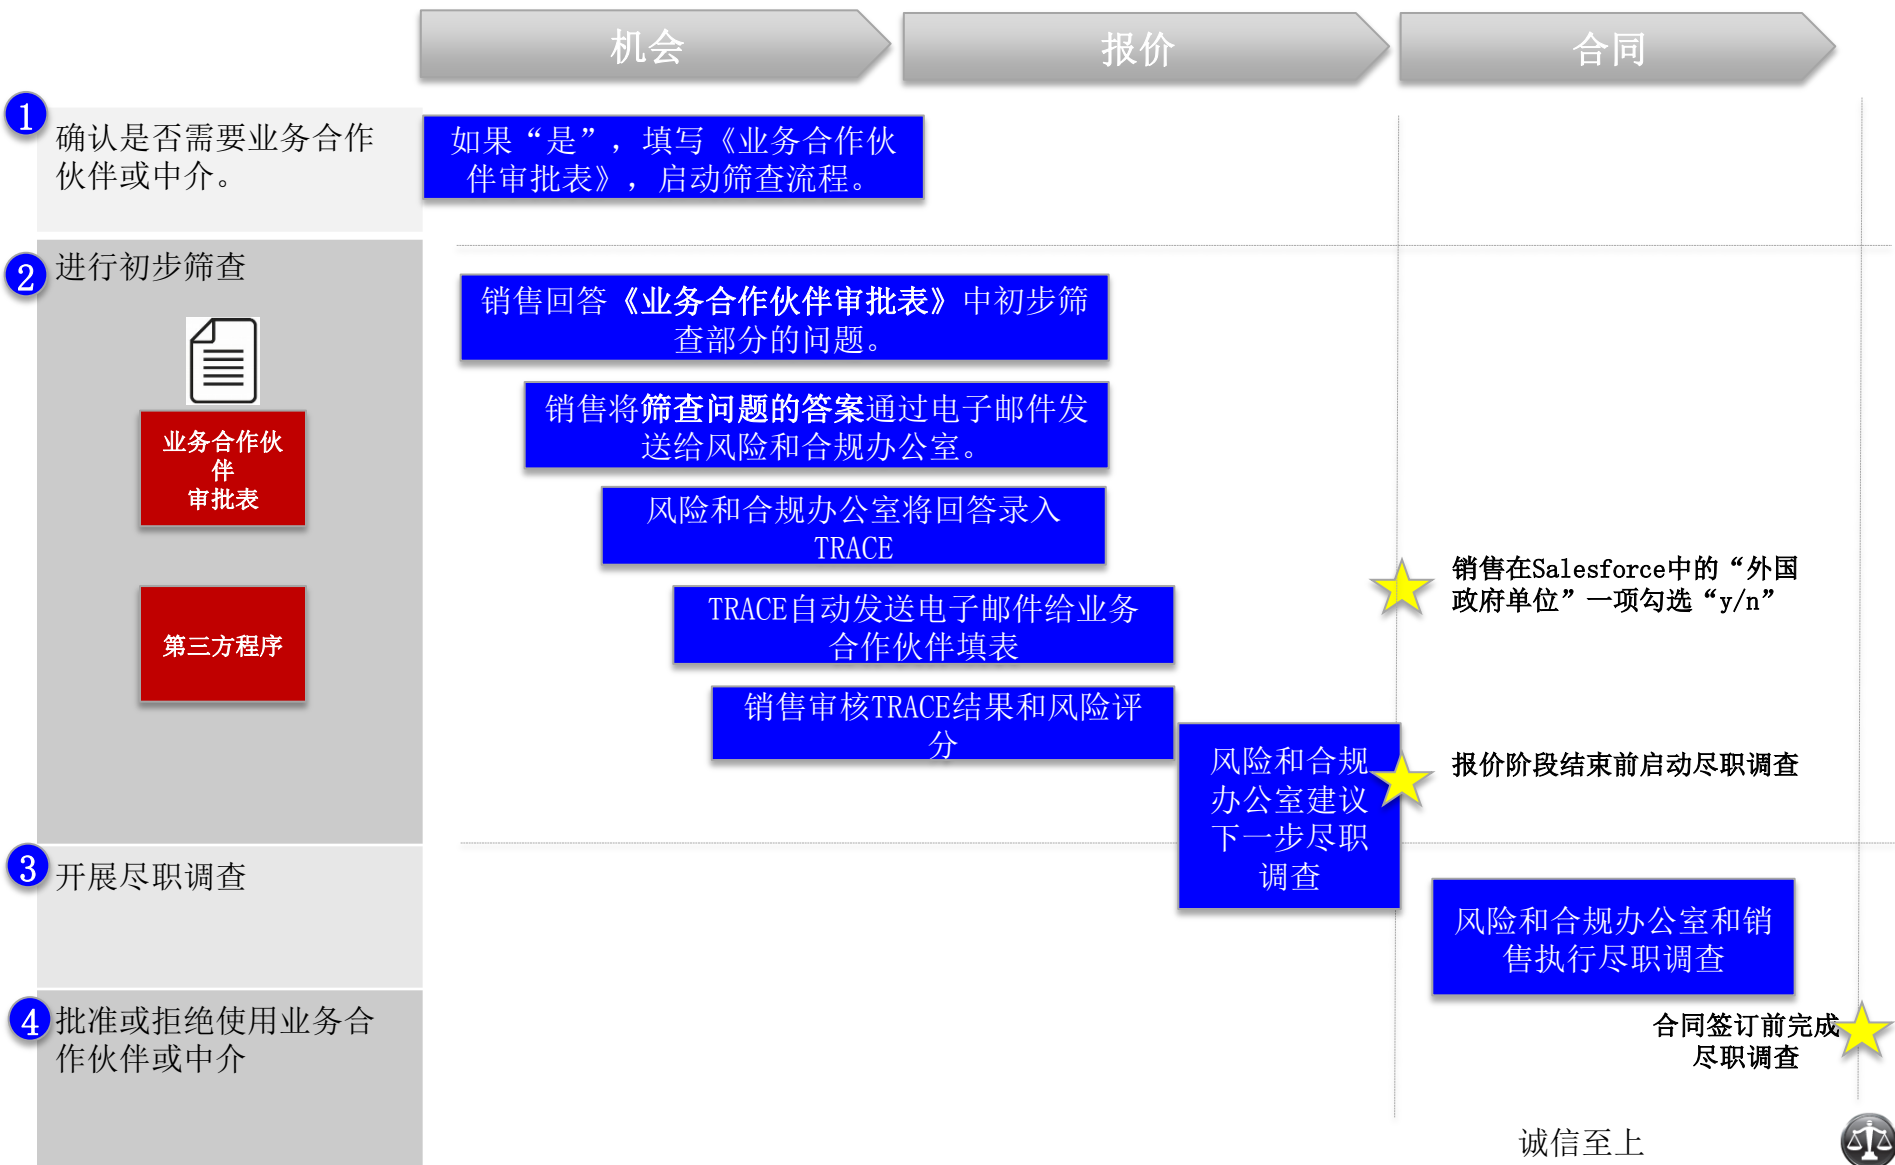 机会
报价
合同
1
确认是否需要业务合作
伙伴或中介。
如果“是”，填写《业务合作伙
伴审批表》，启动筛查流程。
2
进行初步筛查
业务合作伙
伴
审批表
第三方程序
销售回答《业务合作伙伴审批表》中初步筛
查部分的问题。
销售将筛查问题的答案通过电子邮件发
送给风险和合规办公室。
风险和合规办公室将回答录入
TRACE
TRACE自动发送电子邮件给业务
合作伙伴填表
销售审核TRACE结果和风险评
分
风险和合规
办公室建议
下一步尽职
调查
销售在Salesforce中的“外国
政府单位”一项勾选“y/n”
报价阶段结束前启动尽职调查
3
开展尽职调查
风险和合规办公室和销
售执行尽职调查
4
批准或拒绝使用业务合
作伙伴或中介
合同签订前完成
尽职调查
诚信至上